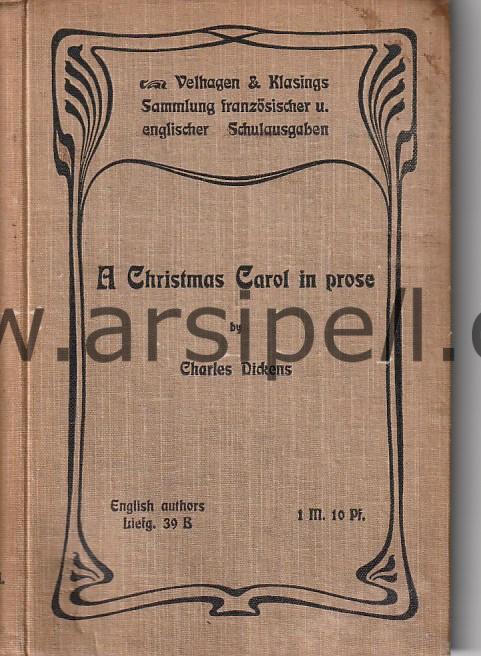 Velhagen & Klasings
Sammlung französischer u.
englischer Schulausgaben
A Christmas Carol in prose
by
Charles Dickens
English authors
Liefg. 39 B
1 M. 10 Pf.
w.arsipell.c